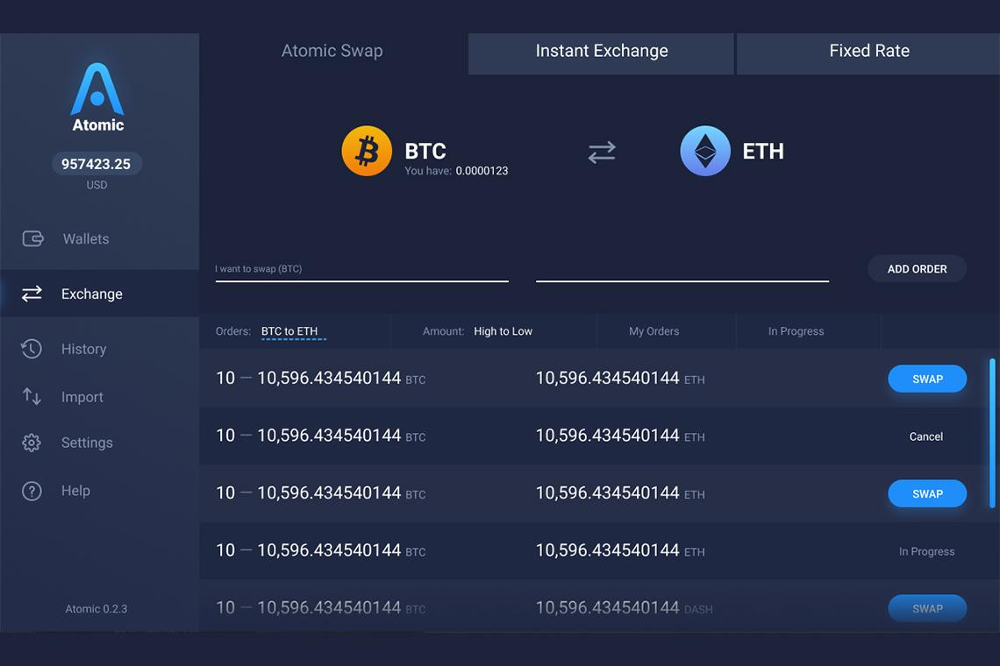 Atomic Swap
Instant Exchange
Fixed Rate
Atomic
957423.25
USD
Wallets
Exchange
History
Import
Settings
Help
Atomic 0.2.3
BTC
You have: 0.0000123
ETH
I want to swap (BTC)
ADD ORDER
Orders: BTC to ETH Amount: High to Low My Orders In Progress
10 — 10,596.434540144 BTC 10,596.434540144 ETH SWAP
10 — 10,596.434540144 BTC 10,596.434540144 ETH Cancel
10 — 10,596.434540144 BTC 10,596.434540144 ETH SWAP
10 — 10,596.434540144 BTC 10,596.434540144 ETH In Progress
10 — 10,596.434540144 BTC 10,596.434540144 DASH SWAP